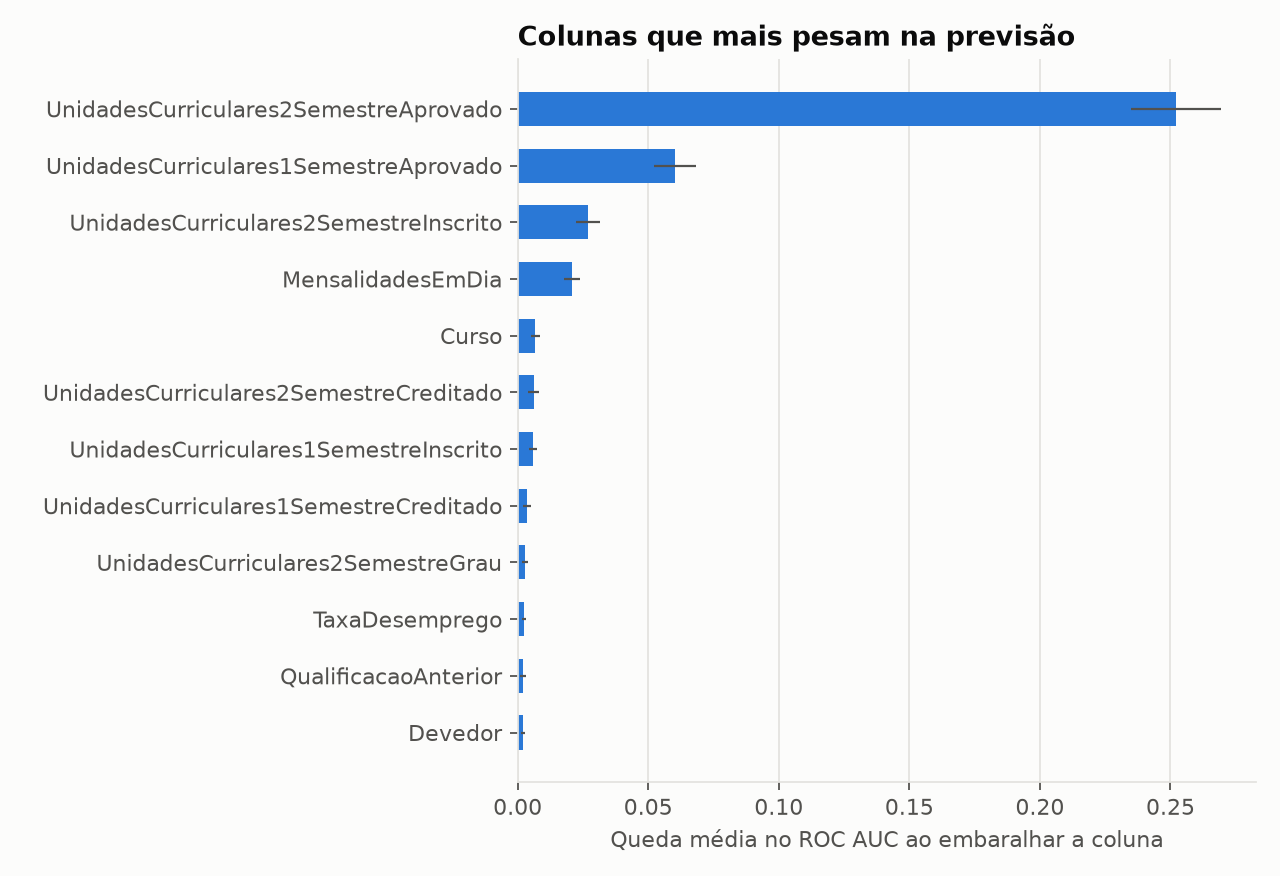 Colunas que mais pesam na previsão
UnidadesCurriculares2SemestreAprovado
UnidadesCurriculares1SemestreAprovado
UnidadesCurriculares2SemestreInscrito
MensalidadesEmDia
Curso
UnidadesCurriculares2SemestreCreditado
UnidadesCurriculares1SemestreInscrito
UnidadesCurriculares1SemestreCreditado
UnidadesCurriculares2SemestreGrau
TaxaDesemprego
QualificacaoAnterior
Devedor
0.00 0.05 0.10 0.15 0.20 0.25
Queda média no ROC AUC ao embaralhar a coluna